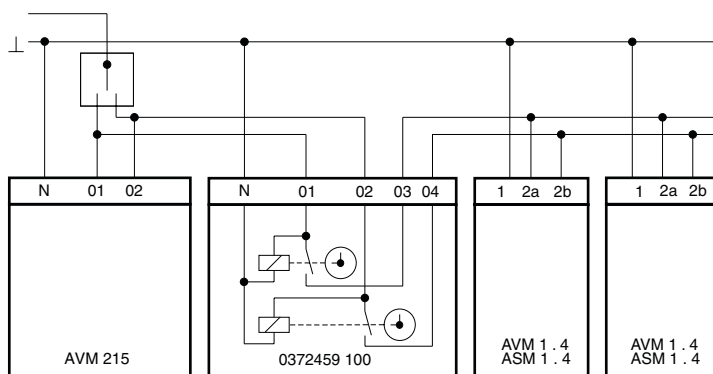 ⊥
N 01 02
N 01 02 03 04
1 2a 2b
1 2a 2b
AVM 215
0372459 100
AVM 1 . 4
ASM 1 . 4
AVM 1 . 4
ASM 1 . 4